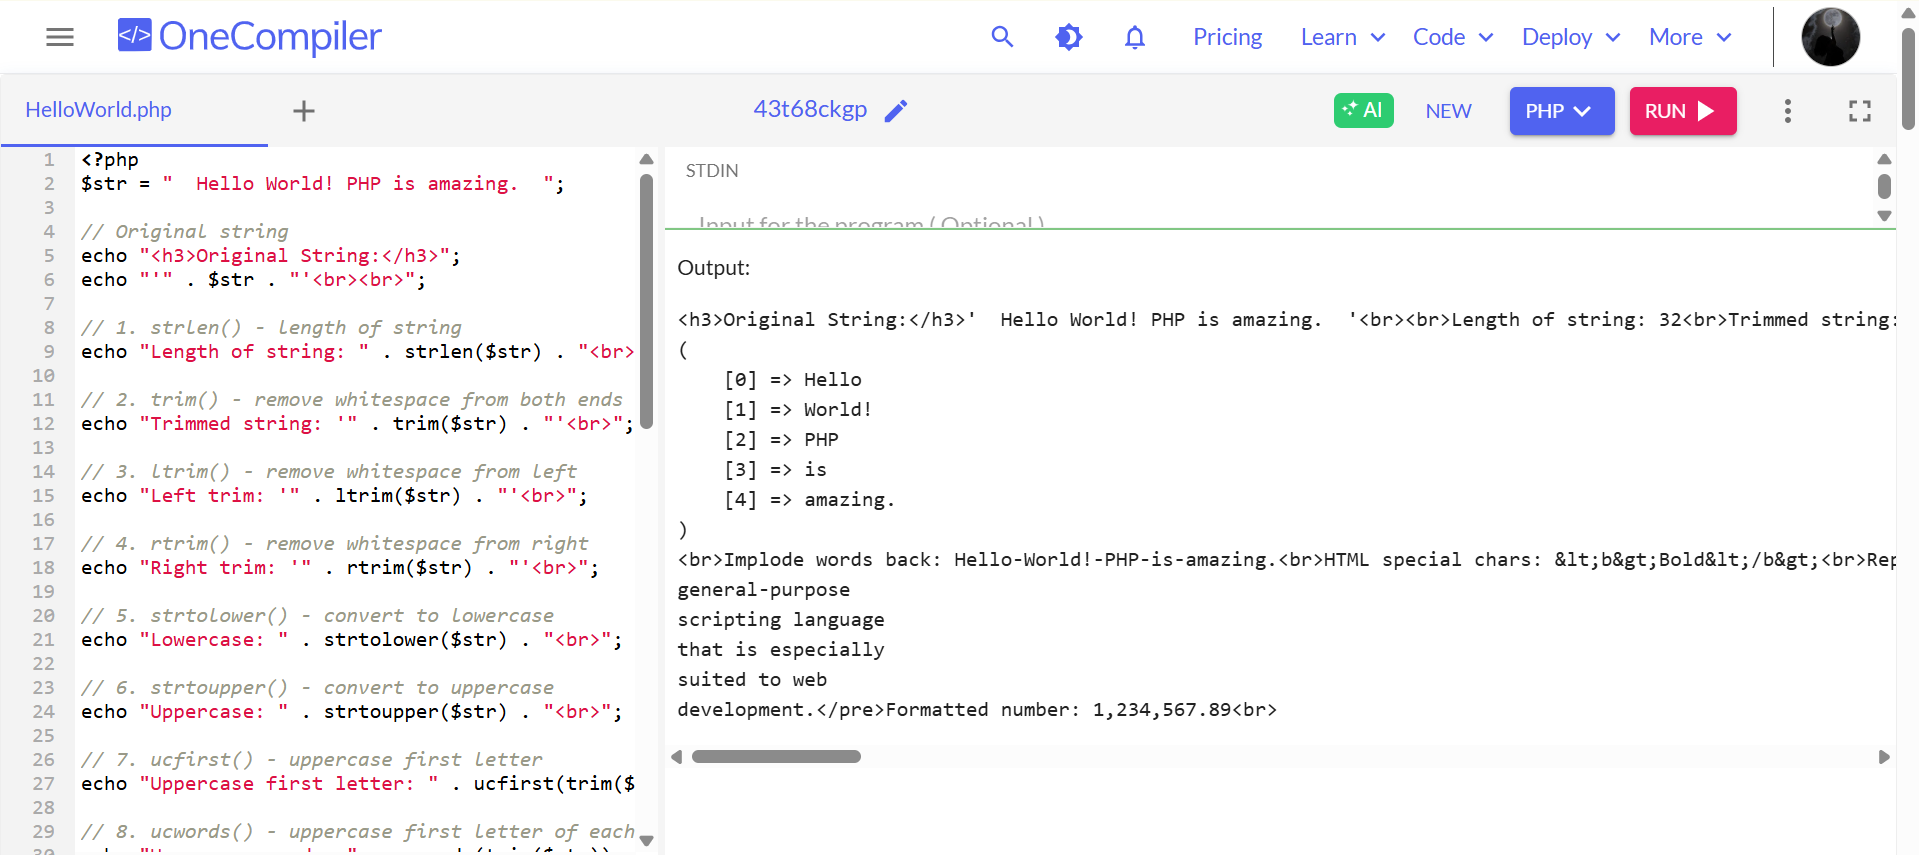 </> OneCompiler
Pricing Learn Code Deploy More
HelloWorld.php
43t68ckgp
AI NEW PHP RUN
1 <?php
2 $str = "  Hello World! PHP is amazing.  ";
3
4 // Original string
5 echo "<h3>Original String:</h3>";
6 echo "'" . $str . "'<br><br>";
7
8 // 1. strlen() - length of string
9 echo "Length of string: " . strlen($str) . "<br>
10
11 // 2. trim() - remove whitespace from both ends
12 echo "Trimmed string: '" . trim($str) . "'<br>";
13
14 // 3. ltrim() - remove whitespace from left
15 echo "Left trim: '" . ltrim($str) . "'<br>";
16
17 // 4. rtrim() - remove whitespace from right
18 echo "Right trim: '" . rtrim($str) . "'<br>";
19
20 // 5. strtolower() - convert to lowercase
21 echo "Lowercase: " . strtolower($str) . "<br>";
22
23 // 6. strtoupper() - convert to uppercase
24 echo "Uppercase: " . strtoupper($str) . "<br>";
25
26 // 7. ucfirst() - uppercase first letter
27 echo "Uppercase first letter: " . ucfirst(trim($
28
29 // 8. ucwords() - uppercase first letter of each
STDIN
Input for the program ( Optional )
Output:
<h3>Original String:</h3>'  Hello World! PHP is amazing.  '<br><br>Length of string: 32<br>Trimmed string:
(
    [0] => Hello
    [1] => World!
    [2] => PHP
    [3] => is
    [4] => amazing.
)
<br>Implode words back: Hello-World!-PHP-is-amazing.<br>HTML special chars: &lt;b&gt;Bold&lt;/b&gt;<br>Rep
general-purpose
scripting language
that is especially
suited to web
development.</pre>Formatted number: 1,234,567.89<br>